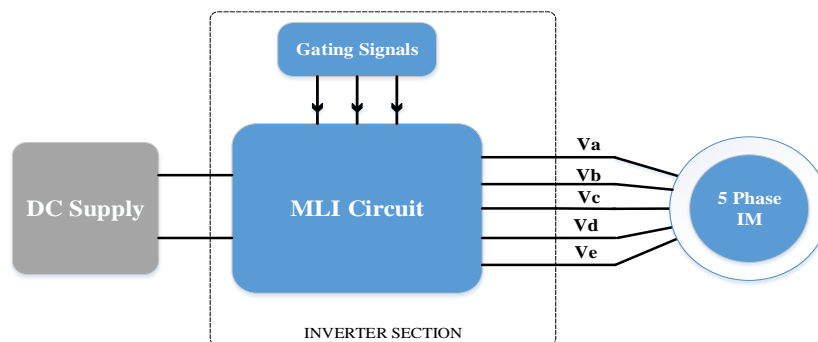 Gating Signals
DC Supply
MLI Circuit
Va
Vb
Vc
Vd
Ve
5 Phase
IM
INVERTER SECTION